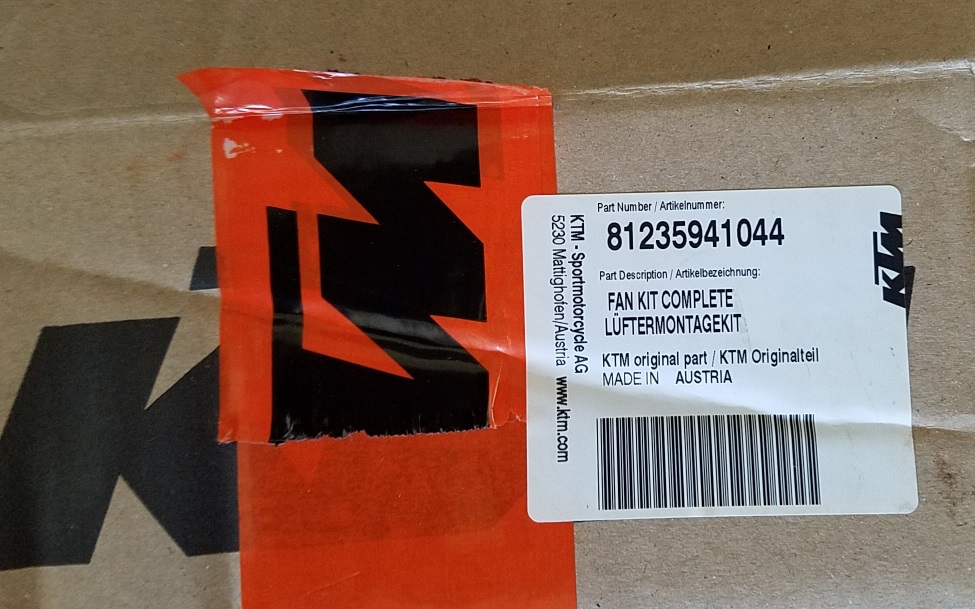 Part Number / Artikelnummer:
81235941044
Part Description / Artikelbezeichnung:
FAN KIT COMPLETE
LÜFTERMONTAGEKIT
KTM original part / KTM Originalteil
MADE IN AUSTRIA
KTM - Sportmotorcycle AG
5230 Mattighofen/Austria www.ktm.com
KTM